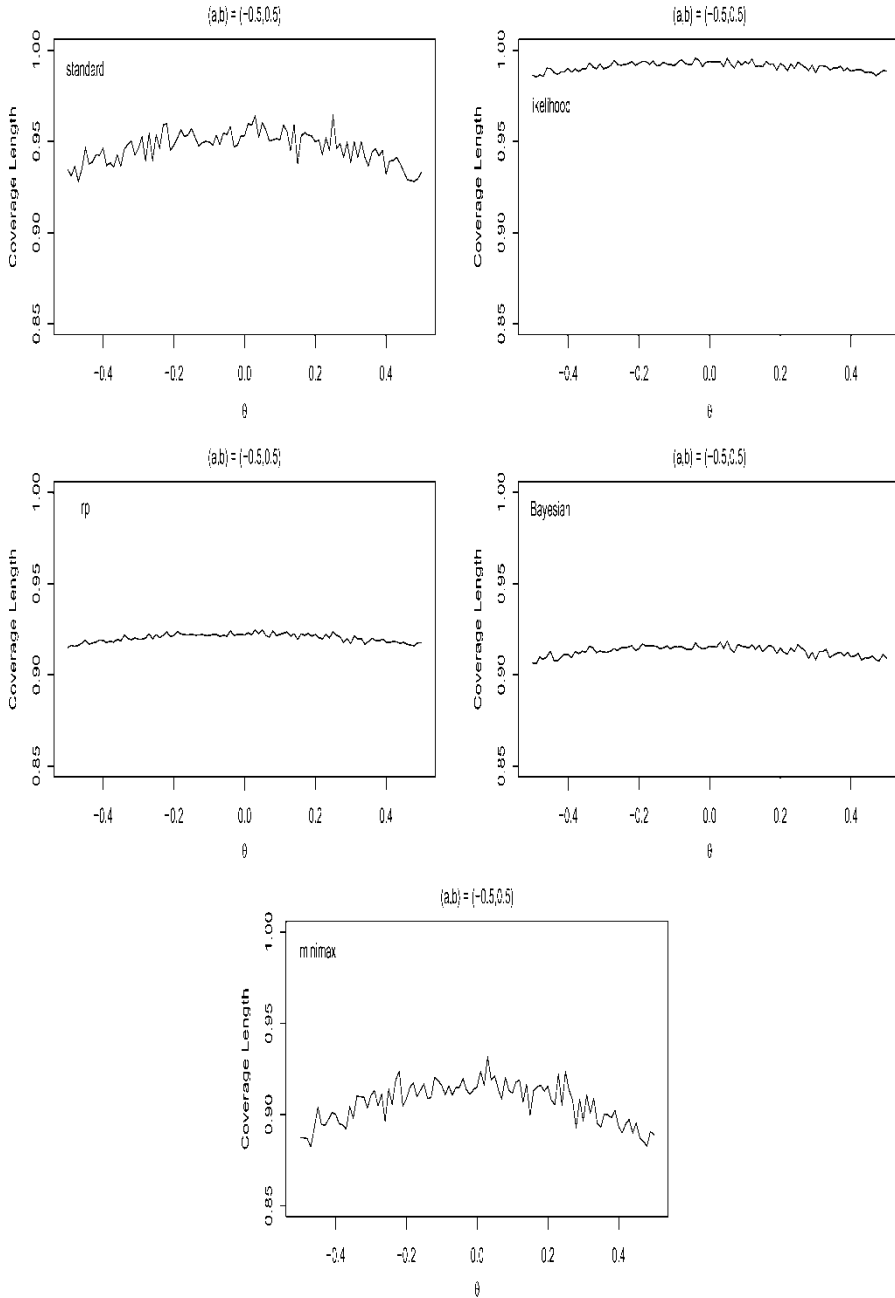 (a,b) = (−0.5,0.5)
standard
Coverage Length
1.00
0.95
0.90
0.85
−0.4 −0.2 0.0 0.2 0.4
θ
(a,b) = (−0.5,0.5)
ikelihood
Coverage Length
1.00
0.95
0.90
0.85
−0.4 −0.2 0.0 0.2 0.4
θ
(a,b) = (−0.5,0.5)
rp
Coverage Length
1.00
0.95
0.90
0.85
−0.4 −0.2 0.0 0.2 0.4
θ
(a,b) = (−0.5,0.5)
Bayesian
Coverage Length
1.00
0.95
0.90
0.85
−0.4 −0.2 0.0 0.2 0.4
θ
(a,b) = (−0.5,0.5)
minimax
Coverage Length
1.00
0.95
0.90
0.85
−0.4 −0.2 0.0 0.2 0.4
θ